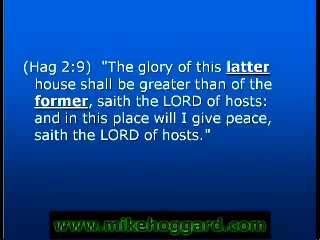 (Hag 2:9) "The glory of this latter
house shall be greater than of the
former, saith the LORD of hosts:
and in this place will I give peace,
saith the LORD of hosts."
www.mikehoggard.com